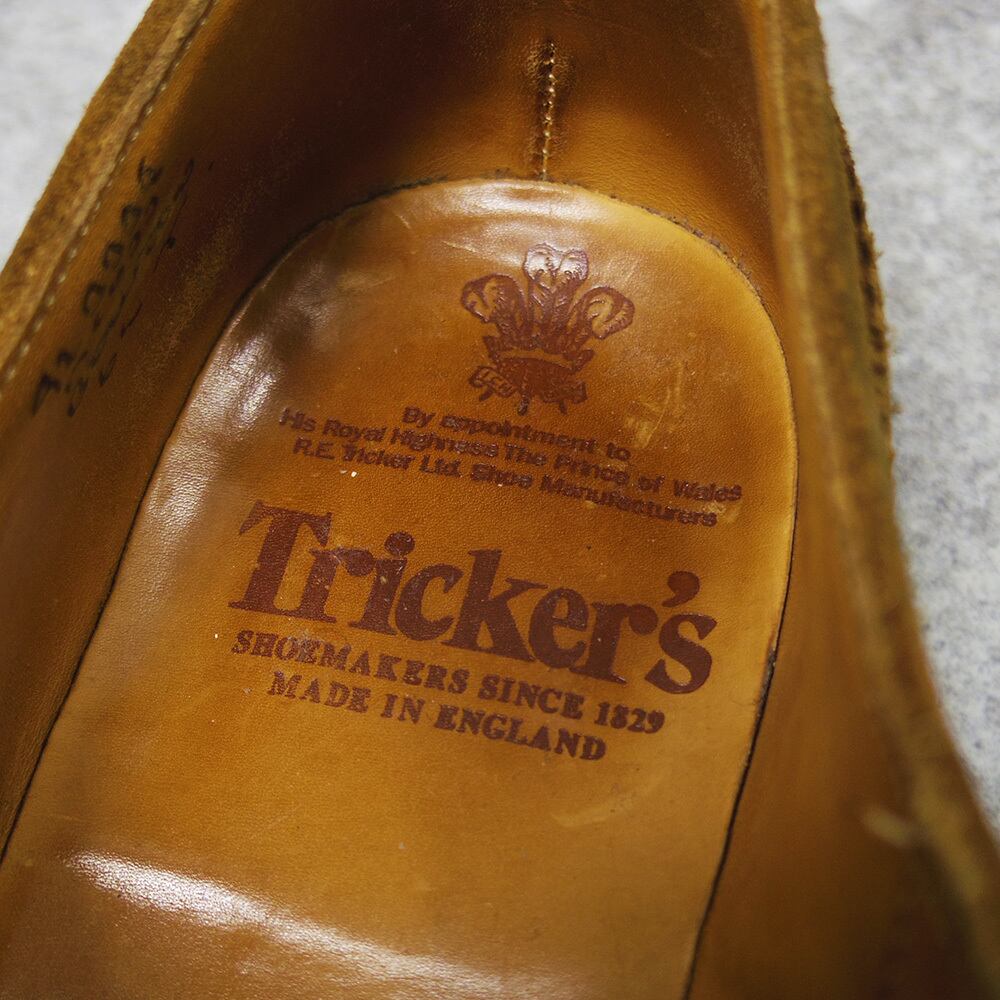 By appointment to
His Royal Highness The Prince of Wales
R.E. Tricker Ltd. Shoe Manufacturers
Tricker's
SHOEMAKERS SINCE 1829
MADE IN ENGLAND